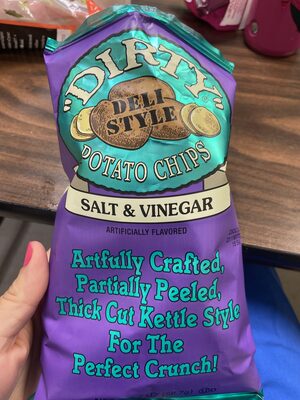 "DIRTY"
DELI-
STYLE
POTATO CHIPS
SALT & VINEGAR
ARTIFICIALLY FLAVORED
Artfully Crafted,
Partially Peeled,
Thick Cut Kettle Style
For The
Perfect Crunch!